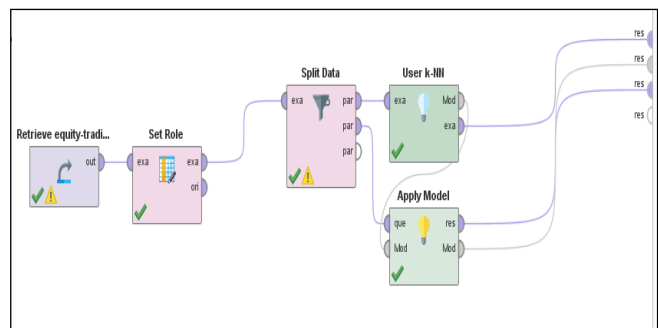 res
res
res
res
Split Data
User k-NN
exa
par
par
par
exa
Mod
exa
Retrieve equity-tradi...
Set Role
out
exa
exa
ori
Apply Model
que
res
Mod
Mod